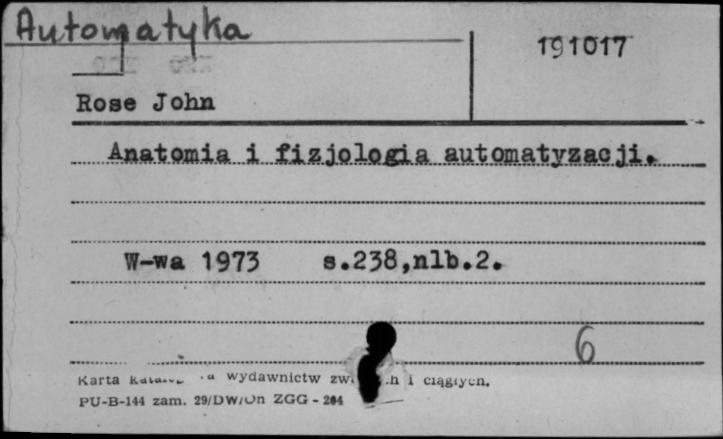 Automatyka
191017
Rose John
Anatomia i fizjologia automatyzacji.
W-wa 1973 s.238,nlb.2.
6
Karta wydawnictw i ciągłych.
PU-B-144 zam. 29/DW/Dn ZGG - 204